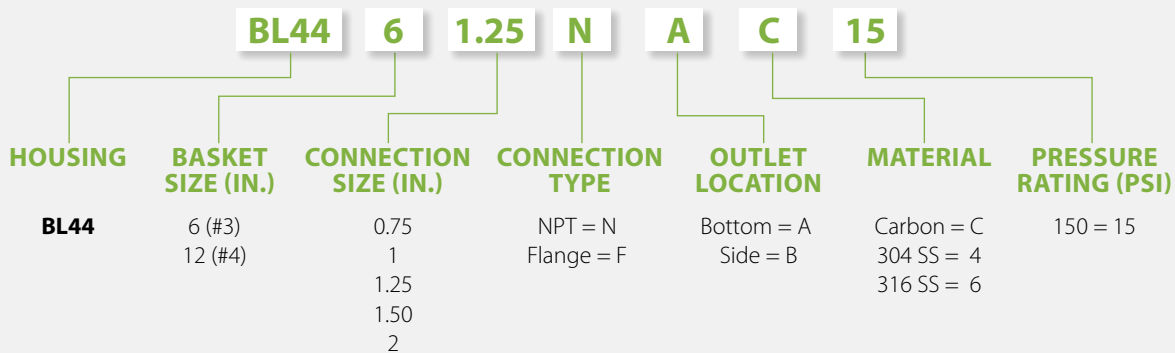 BL44 6 1.25 N A C 15
HOUSING BASKET CONNECTION CONNECTION OUTLET MATERIAL PRESSURE
SIZE (IN.) SIZE (IN.) TYPE LOCATION RATING (PSI)
BL44 6 (#3) 0.75 NPT = N Bottom = A Carbon = C 150 = 15
12 (#4) 1 Flange = F Side = B 304 SS = 4
1.25 316 SS = 6
1.50
2